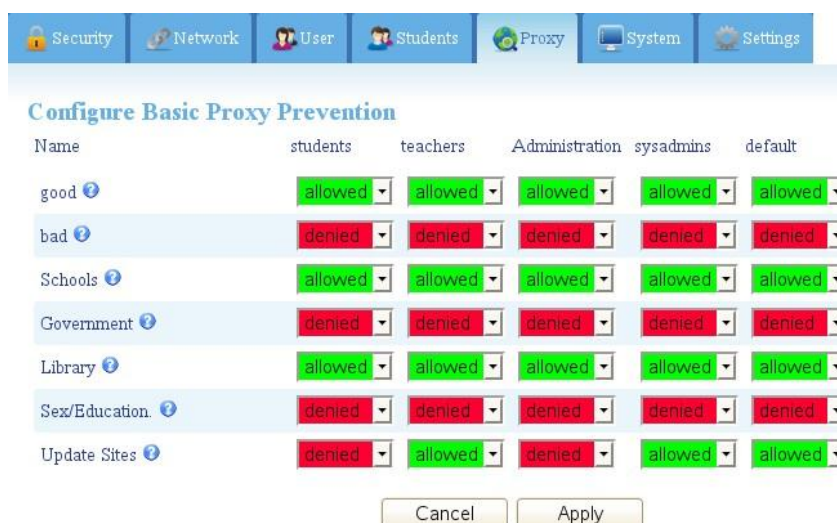 Security Network User Students Proxy System Settings
Configure Basic Proxy Prevention
Name students teachers Administration sysadmins default
good allowed allowed allowed allowed allowed
bad denied denied denied denied denied
Schools allowed allowed allowed allowed allowed
Government denied denied denied denied denied
Library allowed allowed allowed allowed allowed
Sex/Education. denied denied denied denied denied
Update Sites denied allowed denied allowed allowed
Cancel Apply